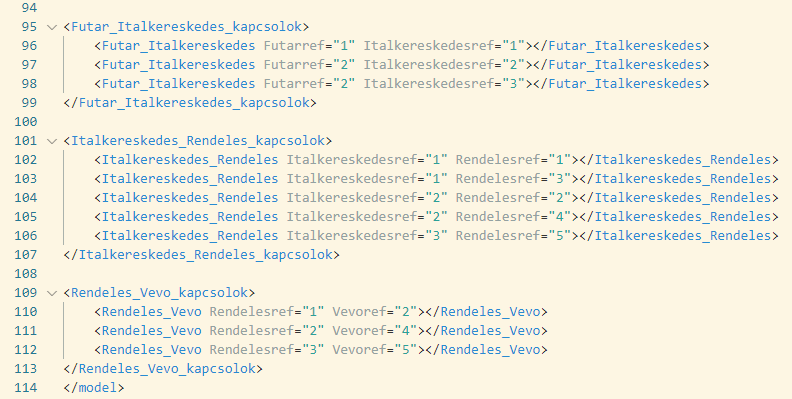 94
95 <Futar_Italkereskedes_kapcsolok>
96 <Futar_Italkereskedes Futarref="1" Italkereskedesref="1"></Futar_Italkereskedes>
97 <Futar_Italkereskedes Futarref="2" Italkereskedesref="2"></Futar_Italkereskedes>
98 <Futar_Italkereskedes Futarref="2" Italkereskedesref="3"></Futar_Italkereskedes>
99 </Futar_Italkereskedes_kapcsolok>
100
101 <Italkereskedes_Rendeles_kapcsolok>
102 <Italkereskedes_Rendeles Italkereskedesref="1" Rendelesref="1"></Italkereskedes_Rendeles>
103 <Italkereskedes_Rendeles Italkereskedesref="1" Rendelesref="3"></Italkereskedes_Rendeles>
104 <Italkereskedes_Rendeles Italkereskedesref="2" Rendelesref="2"></Italkereskedes_Rendeles>
105 <Italkereskedes_Rendeles Italkereskedesref="2" Rendelesref="4"></Italkereskedes_Rendeles>
106 <Italkereskedes_Rendeles Italkereskedesref="3" Rendelesref="5"></Italkereskedes_Rendeles>
107 </Italkereskedes_Rendeles_kapcsolok>
108
109 <Rendeles_Vevo_kapcsolok>
110 <Rendeles_Vevo Rendelesref="1" Vevoref="2"></Rendeles_Vevo>
111 <Rendeles_Vevo Rendelesref="2" Vevoref="4"></Rendeles_Vevo>
112 <Rendeles_Vevo Rendelesref="3" Vevoref="5"></Rendeles_Vevo>
113 </Rendeles_Vevo_kapcsolok>
114 </model>